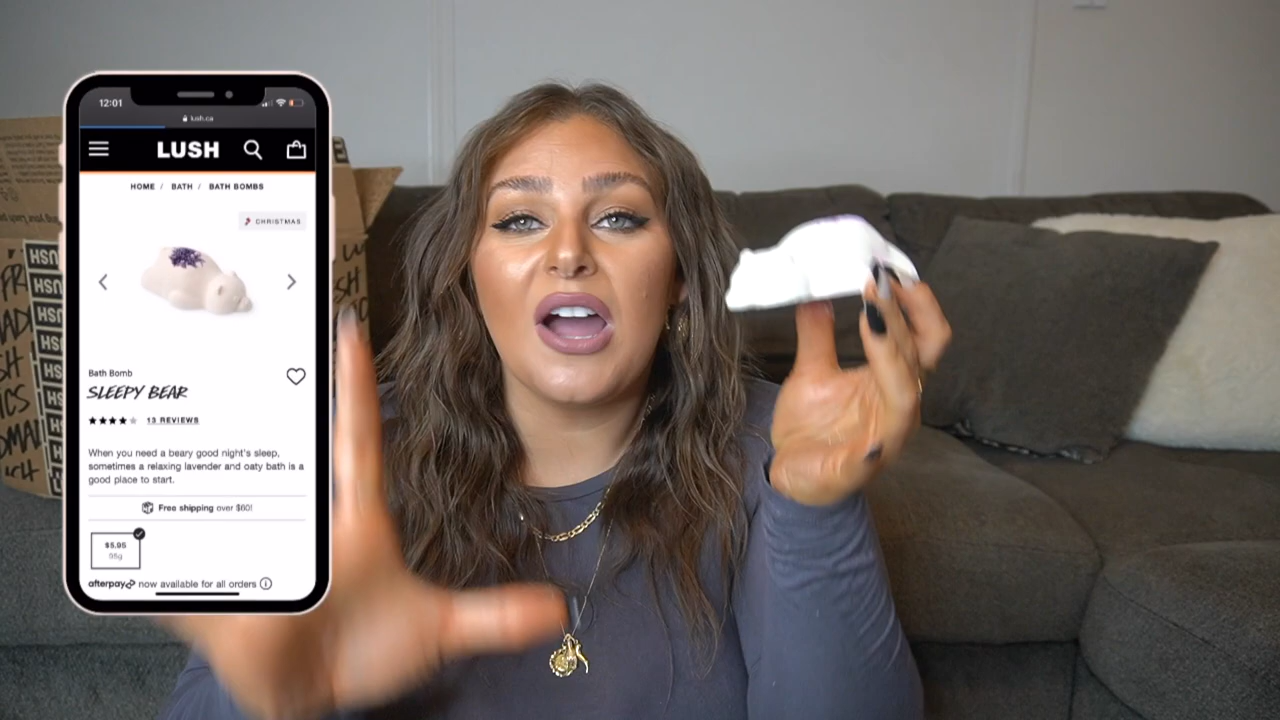 12:01
lush.ca
LUSH
HOME / BATH / BATH BOMBS
CHRISTMAS
Bath Bomb
SLEEPY BEAR
13 REVIEWS
When you need a beary good night's sleep,
sometimes a relaxing lavender and oaty bath is a
good place to start.
Free shipping over $60!
$5.95
95g
afterpay now available for all orders